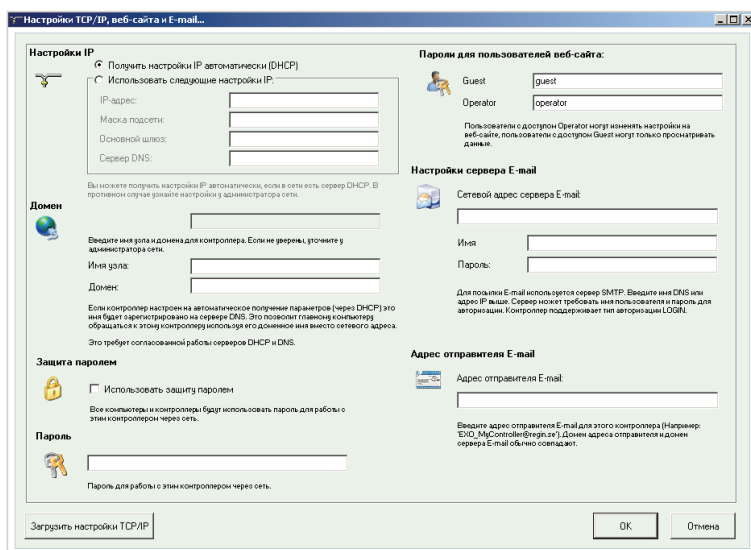 Настройки TCP/IP, веб-сайта и E-mail...
Настройки IP
Получить настройки IP автоматически (DHCP)
Использовать следующие настройки IP:
IP-адрес:
Маска подсети:
Основной шлюз:
Сервер DNS:
Вы можете получить настройки IP автоматически, если в сети есть сервер DHCP. В
противном случае узнайте настройки у администратора сети.
Домен
Введите имя узла и домена для контроллера. Если не уверены, уточните у
администратора сети.
Имя узла:
Домен:
Если контроллер настроен на автоматическое получение параметров (через DHCP) это
имя будет зарегистрировано на сервере DNS. Это позволит главному компьютеру
обращаться к этому контроллеру используя его доменное имя вместо сетевого адреса.
Это требует согласованной работы серверов DHCP и DNS.
Защита паролем
Использовать защиту паролем
Все компьютеры и контроллеры будут использовать пароль для работы с
этим контроллером через сеть.
Пароль
Пароль для работы с этим контроллером через сеть.
Пароли для пользователей веб-сайта:
Guest
guest
Operator
operator
Пользователи с доступом Operator могут изменять настройки на
веб-сайте, пользователи с доступом Guest могут только просматривать
данные.
Настройки сервера E-mail
Сетевой адрес сервера E-mail:
Имя
Пароль:
Для посылки E-mail используется сервер SMTP. Введите имя DNS или
адрес IP выше. Сервер может требовать имя пользователя и пароль для
авторизации. Контроллер поддерживает тип авторизации LOGIN.
Адрес отправителя E-mail
Адрес отправителя E-mail:
Введите адрес отправителя E-mail для этого контроллера (Например:
'EXO_MyController@regin.se'). Домен адреса отправителя и домен
сервера E-mail обычно совпадают.
Загрузить настройки TCP/IP
OK
Отмена